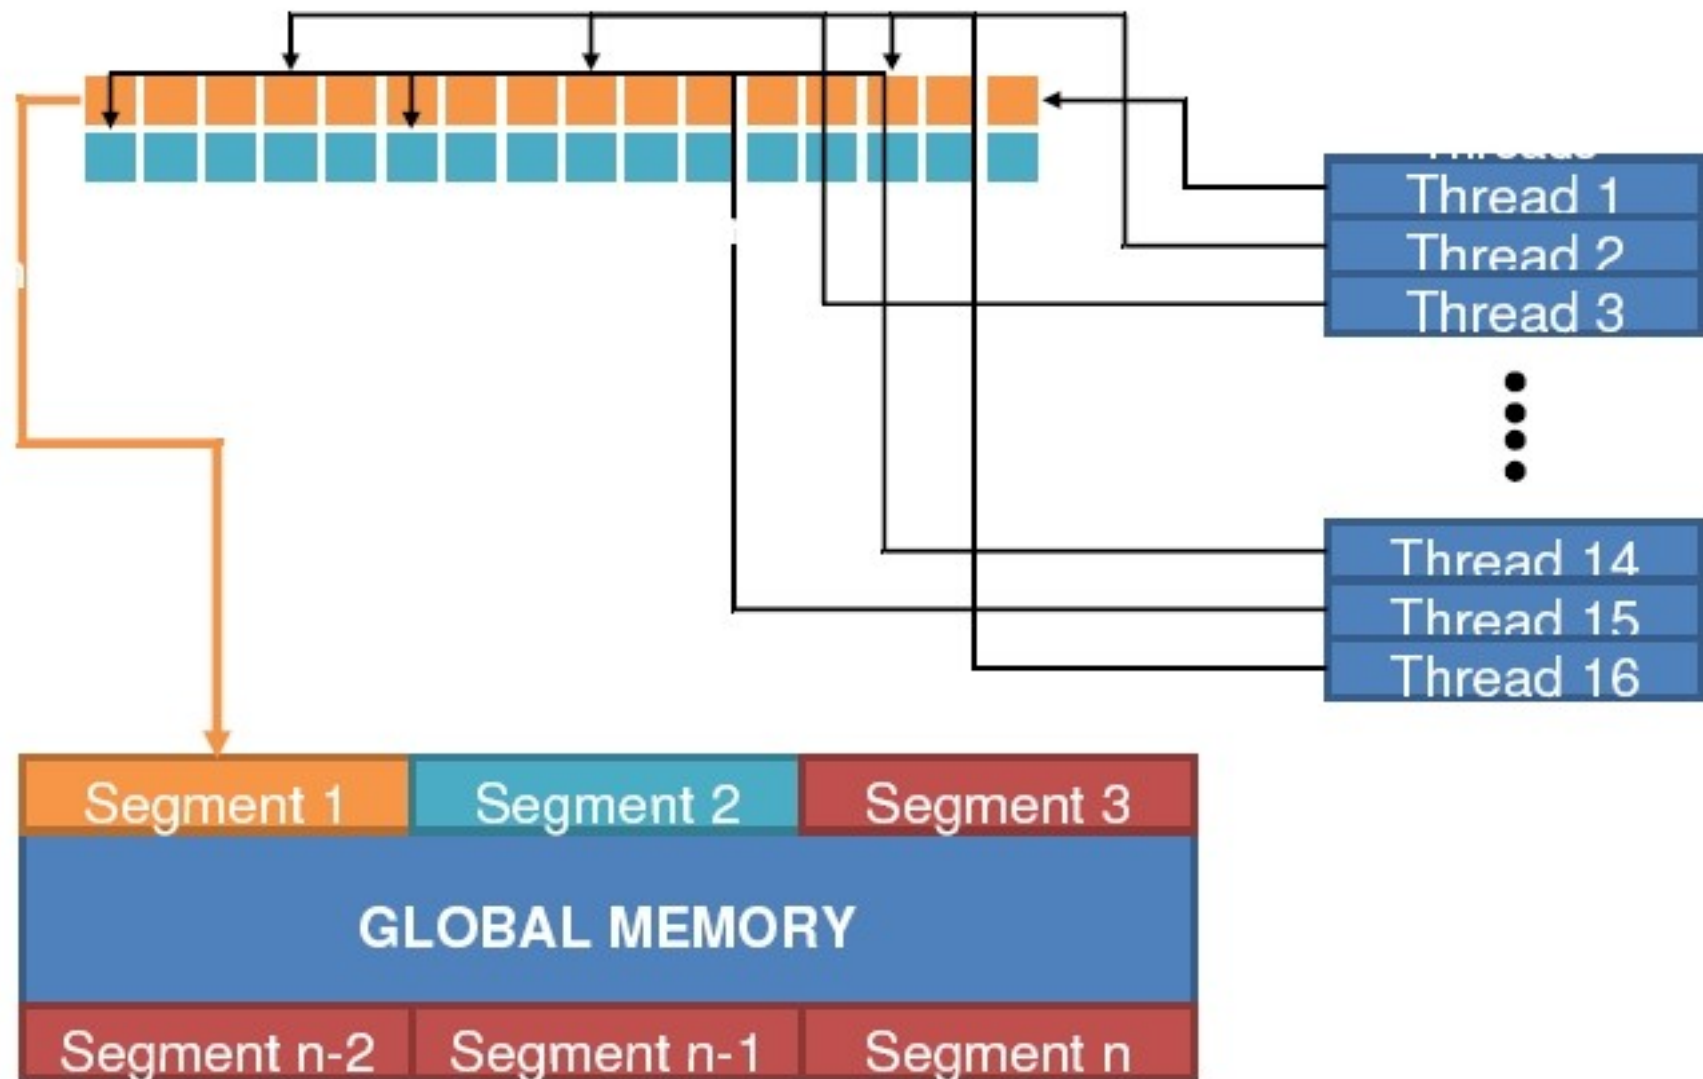 Threads
Thread 1
Thread 2
Thread 3
Thread 14
Thread 15
Thread 16
Segment 1
Segment 2
Segment 3
GLOBAL MEMORY
Segment n-2
Segment n-1
Segment n